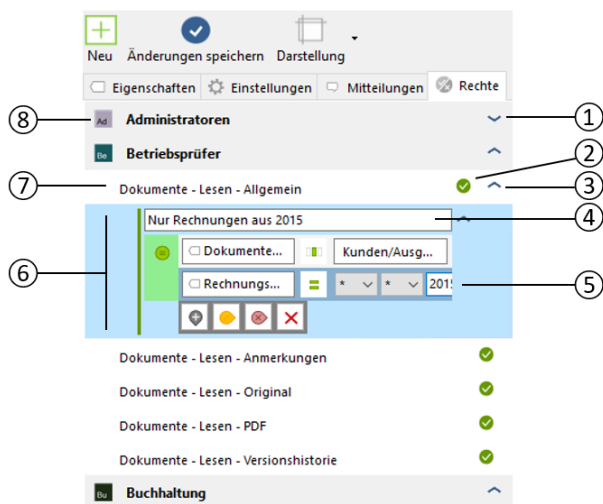 Neu Änderungen speichern Darstellung
Eigenschaften Einstellungen Mitteilungen Rechte
8 Ad Administratoren 1
Be Betriebsprüfer 2
7 Dokumente - Lesen - Allgemein 3
Nur Rechnungen aus 2015 4
6 Dokumente... Kunden/Ausg...
Rechnungs... = * * 2015 5
Dokumente - Lesen - Anmerkungen
Dokumente - Lesen - Original
Dokumente - Lesen - PDF
Dokumente - Lesen - Versionshistorie
Bu Buchhaltung